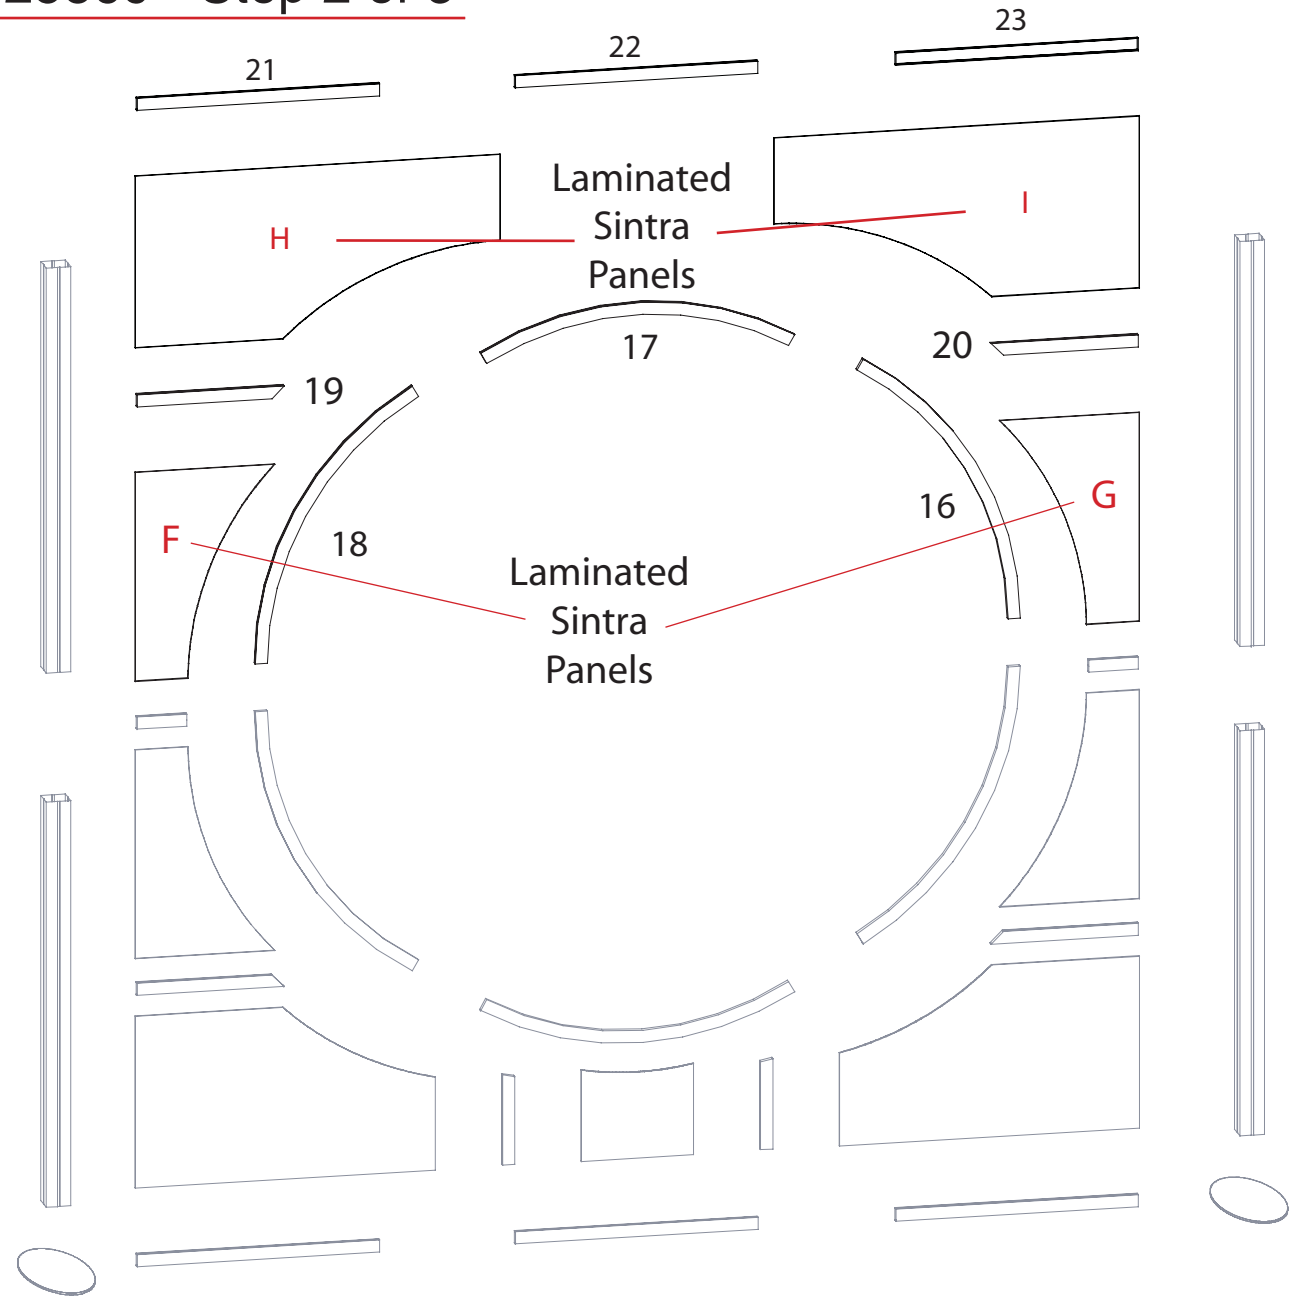 21
22
23
Laminated
Sintra
Panels
H
I
17
20
19
16
G
F
18
Laminated
Sintra
Panels